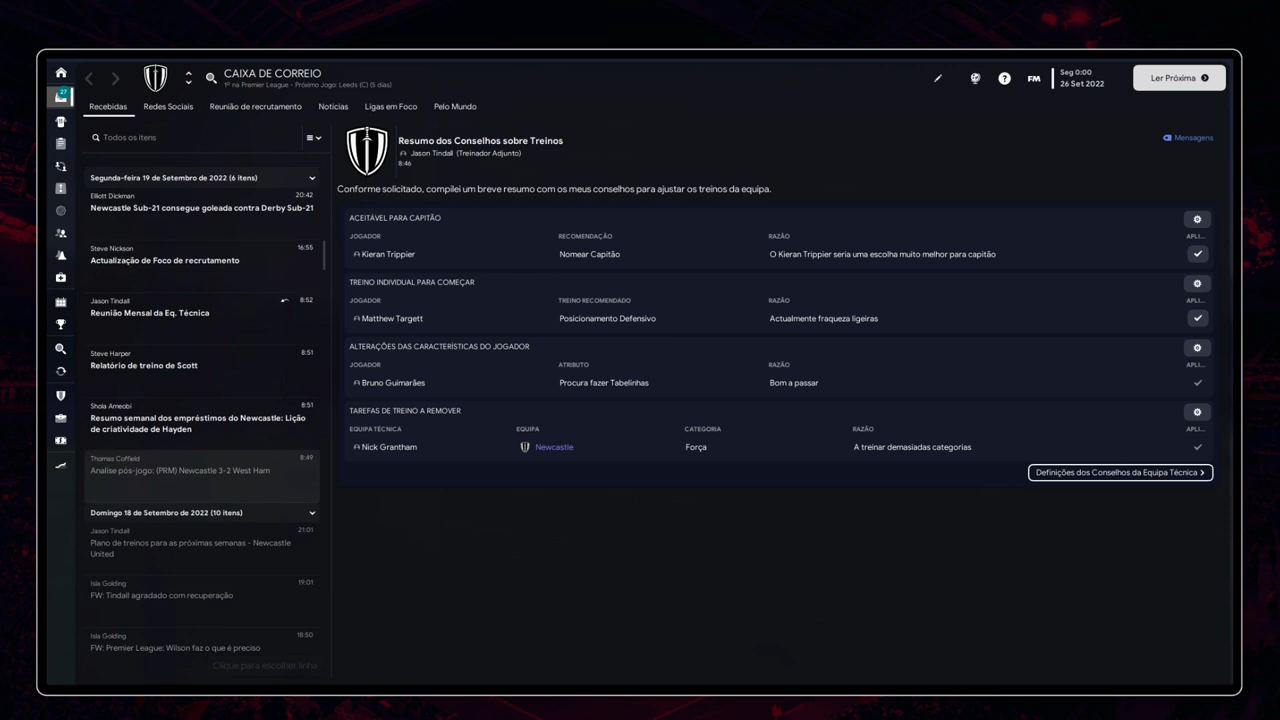 CAIXA DE CORREIO
1º na Premier League - Próximo Jogo: Leeds (C) (5 dias)
FM
Seg 0:00
26 Set 2022
Ler Próxima
27
Recebidas
Redes Sociais
Reunião de recrutamento
Notícias
Ligas em Foco
Pelo Mundo
Todos os itens
Segunda-feira 19 de Setembro de 2022 (6 itens)
Elliott Dickman 20:42
Newcastle Sub-21 consegue goleada contra Derby Sub-21
Steve Nickson 16:55
Actualização de Foco de recrutamento
Jason Tindall 8:52
Reunião Mensal da Eq. Técnica
Steve Harper 8:51
Relatório de treino de Scott
Shola Ameobi 8:51
Resumo semanal dos empréstimos do Newcastle: Lição
de criatividade de Hayden
Thomas Coffield 8:49
Analise pós-jogo: (PRM) Newcastle 3-2 West Ham
Domingo 18 de Setembro de 2022 (10 itens)
Jason Tindall 21:01
Plano de treinos para as próximas semanas - Newcastle
United
Isla Golding 19:01
FW: Tindall agradado com recuperação
Isla Golding 18:50
FW: Premier League: Wilson faz o que é preciso
Clique para escolher linha
Resumo dos Conselhos sobre Treinos
Jason Tindall (Treinador Adjunto)
8:46
Mensagens
Conforme solicitado, compilei um breve resumo com os meus conselhos para ajustar os treinos da equipa.
ACEITÁVEL PARA CAPITÃO
JOGADOR RECOMENDAÇÃO RAZÃO APLI...
Kieran Trippier Nomear Capitão O Kieran Trippier seria uma escolha muito melhor para capitão
TREINO INDIVIDUAL PARA COMEÇAR
JOGADOR TREINO RECOMENDADO RAZÃO APLI...
Matthew Targett Posicionamento Defensivo Actualmente fraqueza ligeiras
ALTERAÇÕES DAS CARACTERÍSTICAS DO JOGADOR
JOGADOR ATRIBUTO RAZÃO APLI...
Bruno Guimarães Procura fazer Tabelinhas Bom a passar
TAREFAS DE TREINO A REMOVER
EQUIPA TÉCNICA EQUIPA CATEGORIA RAZÃO APLI...
Nick Grantham Newcastle Força A treinar demasiadas categorias
Definições dos Conselhos da Equipa Técnica